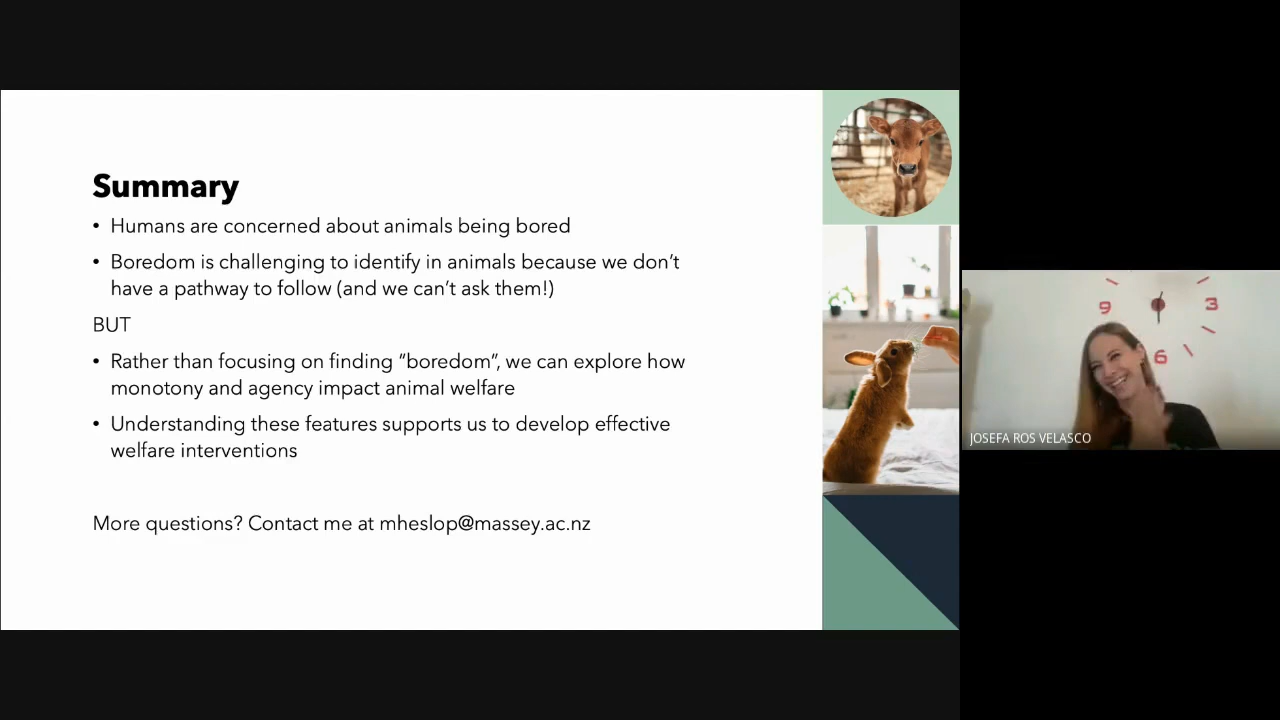 Summary
• Humans are concerned about animals being bored
• Boredom is challenging to identify in animals because we don’t
have a pathway to follow (and we can’t ask them!)
BUT
• Rather than focusing on finding “boredom”, we can explore how
monotony and agency impact animal welfare
• Understanding these features supports us to develop effective
welfare interventions
More questions? Contact me at mheslop@massey.ac.nz
9
3
6
JOSEFA ROS VELASCO